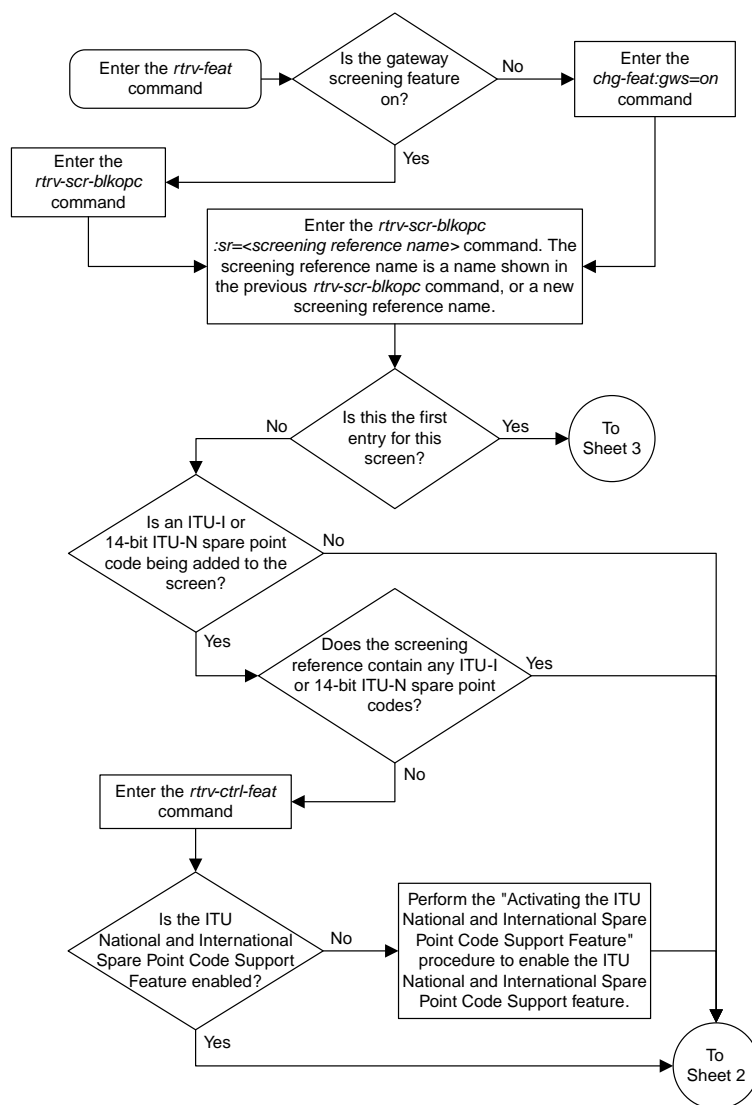 Enter the rtrv-feat
command
Is the gateway
screening feature
on?
No
Enter the
chg-feat:gws=on
command
Yes
Enter the
rtrv-scr-blkopc
command
Enter the rtrv-scr-blkopc
:sr=<screening reference name> command. The
screening reference name is a name shown in
the previous rtrv-scr-blkopc command, or a new
screening reference name.
Is this the first
entry for this
screen?
No
Yes
To
Sheet 3
Is an ITU-I or
14-bit ITU-N spare point
code being added to the
screen?
No
Yes
Does the screening
reference contain any ITU-I
or 14-bit ITU-N spare point
codes?
Yes
No
Enter the rtrv-ctrl-feat
command
Is the ITU
National and International
Spare Point Code Support
Feature enabled?
No
Perform the "Activating the ITU
National and International Spare
Point Code Support Feature"
procedure to enable the ITU
National and International Spare
Point Code Support feature.
Yes
To
Sheet 2